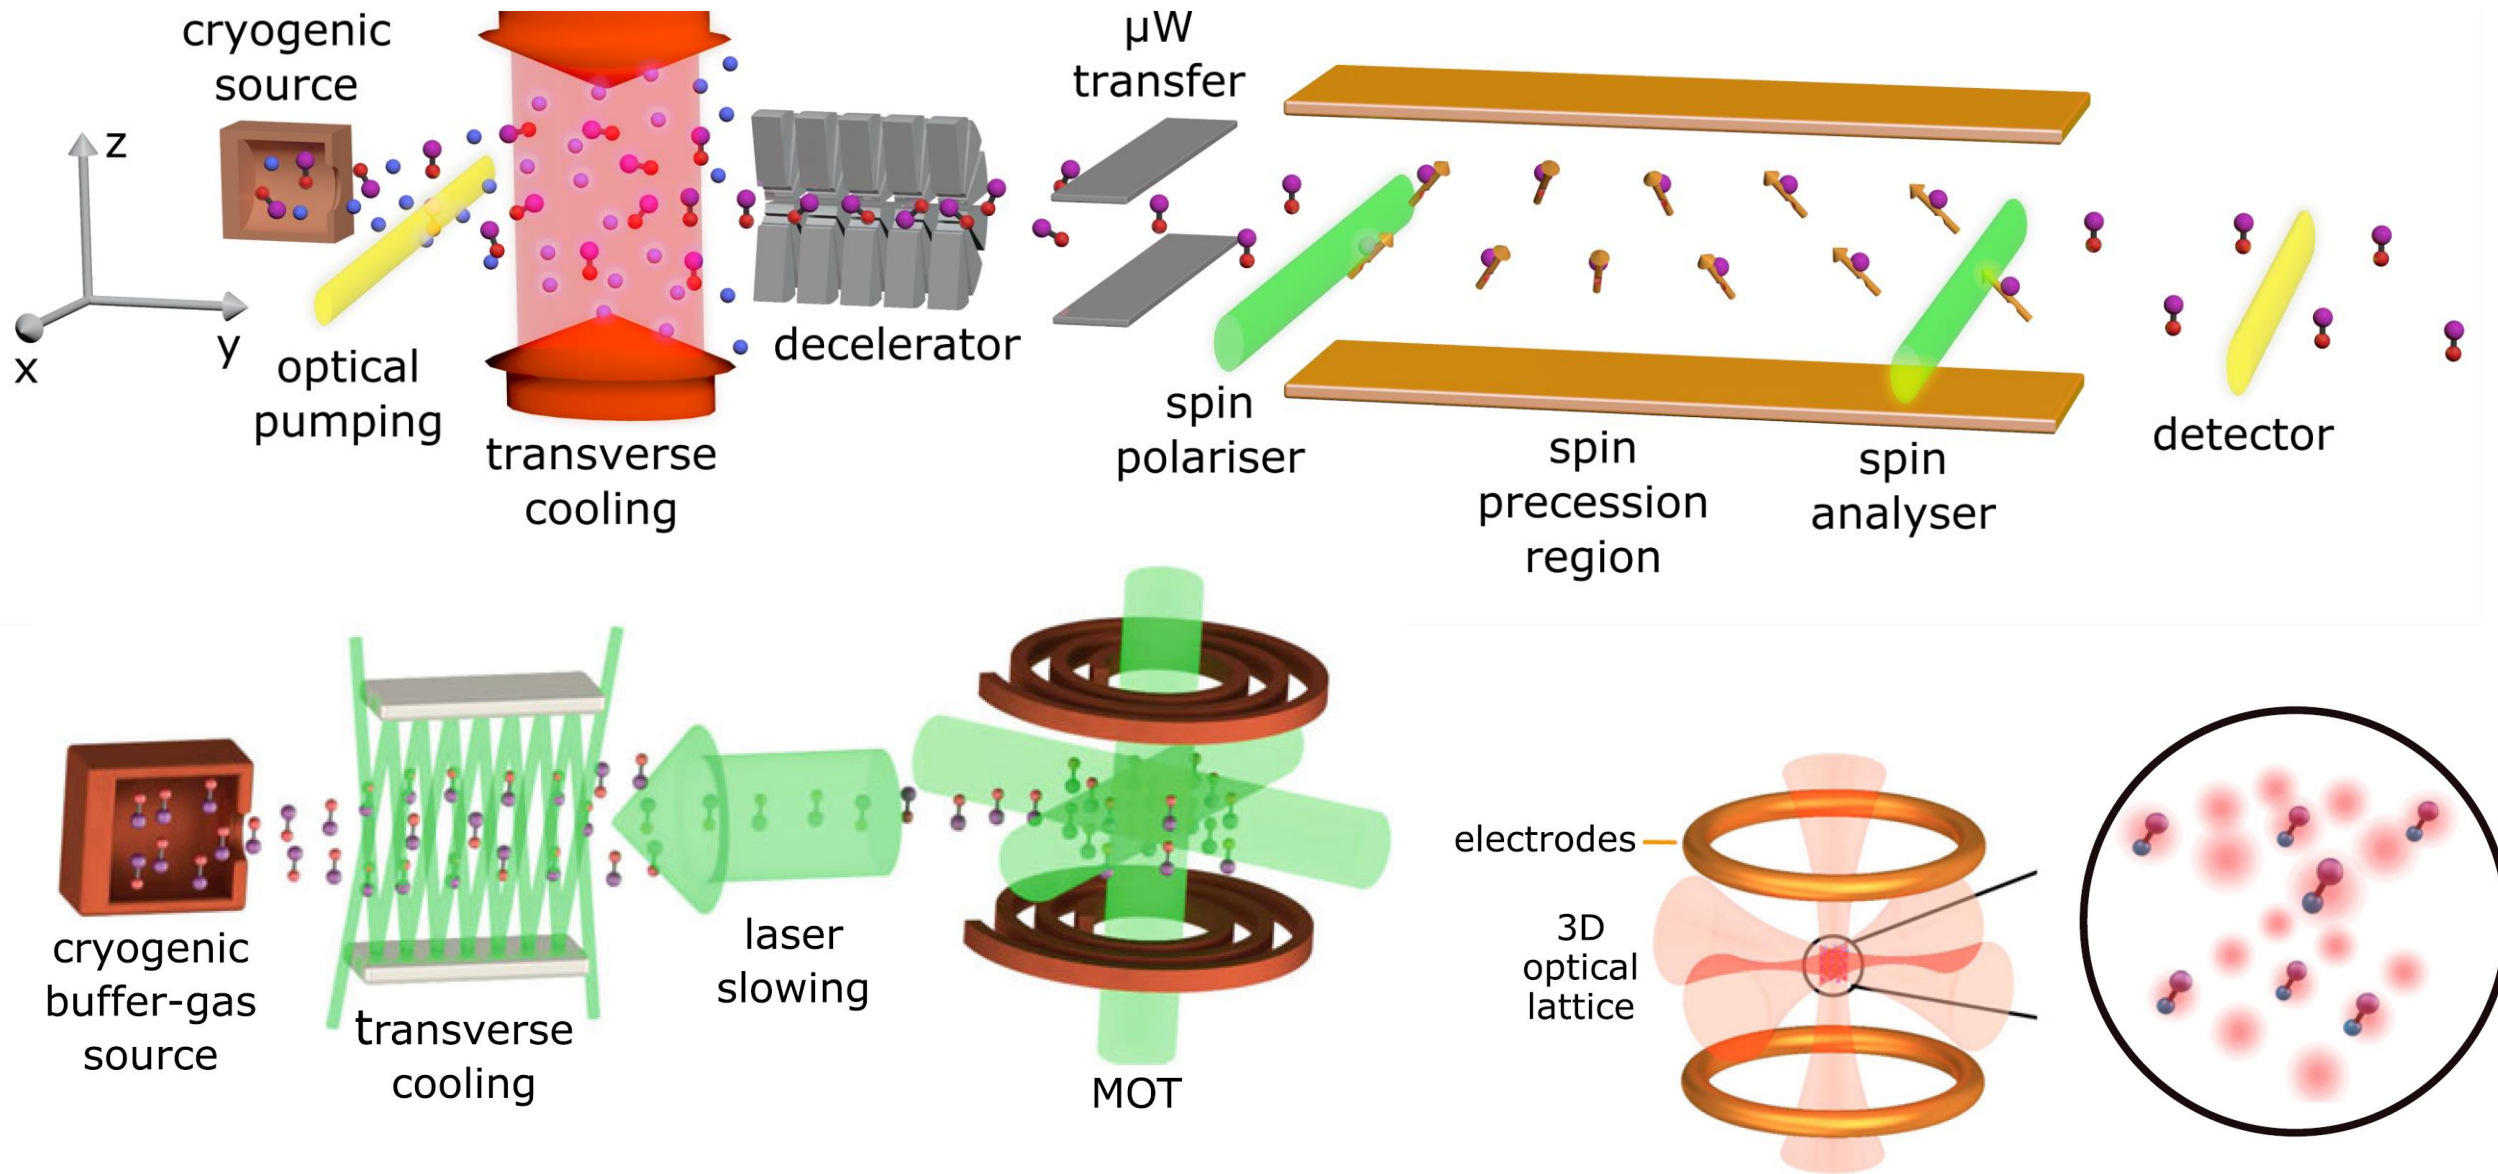 cryogenic
source
z
y
x
optical
pumping
transverse
cooling
decelerator
µW
transfer
spin
polariser
spin
precession
region
spin
analyser
detector
cryogenic
buffer-gas
source
transverse
cooling
laser
slowing
MOT
electrodes
3D
optical
lattice